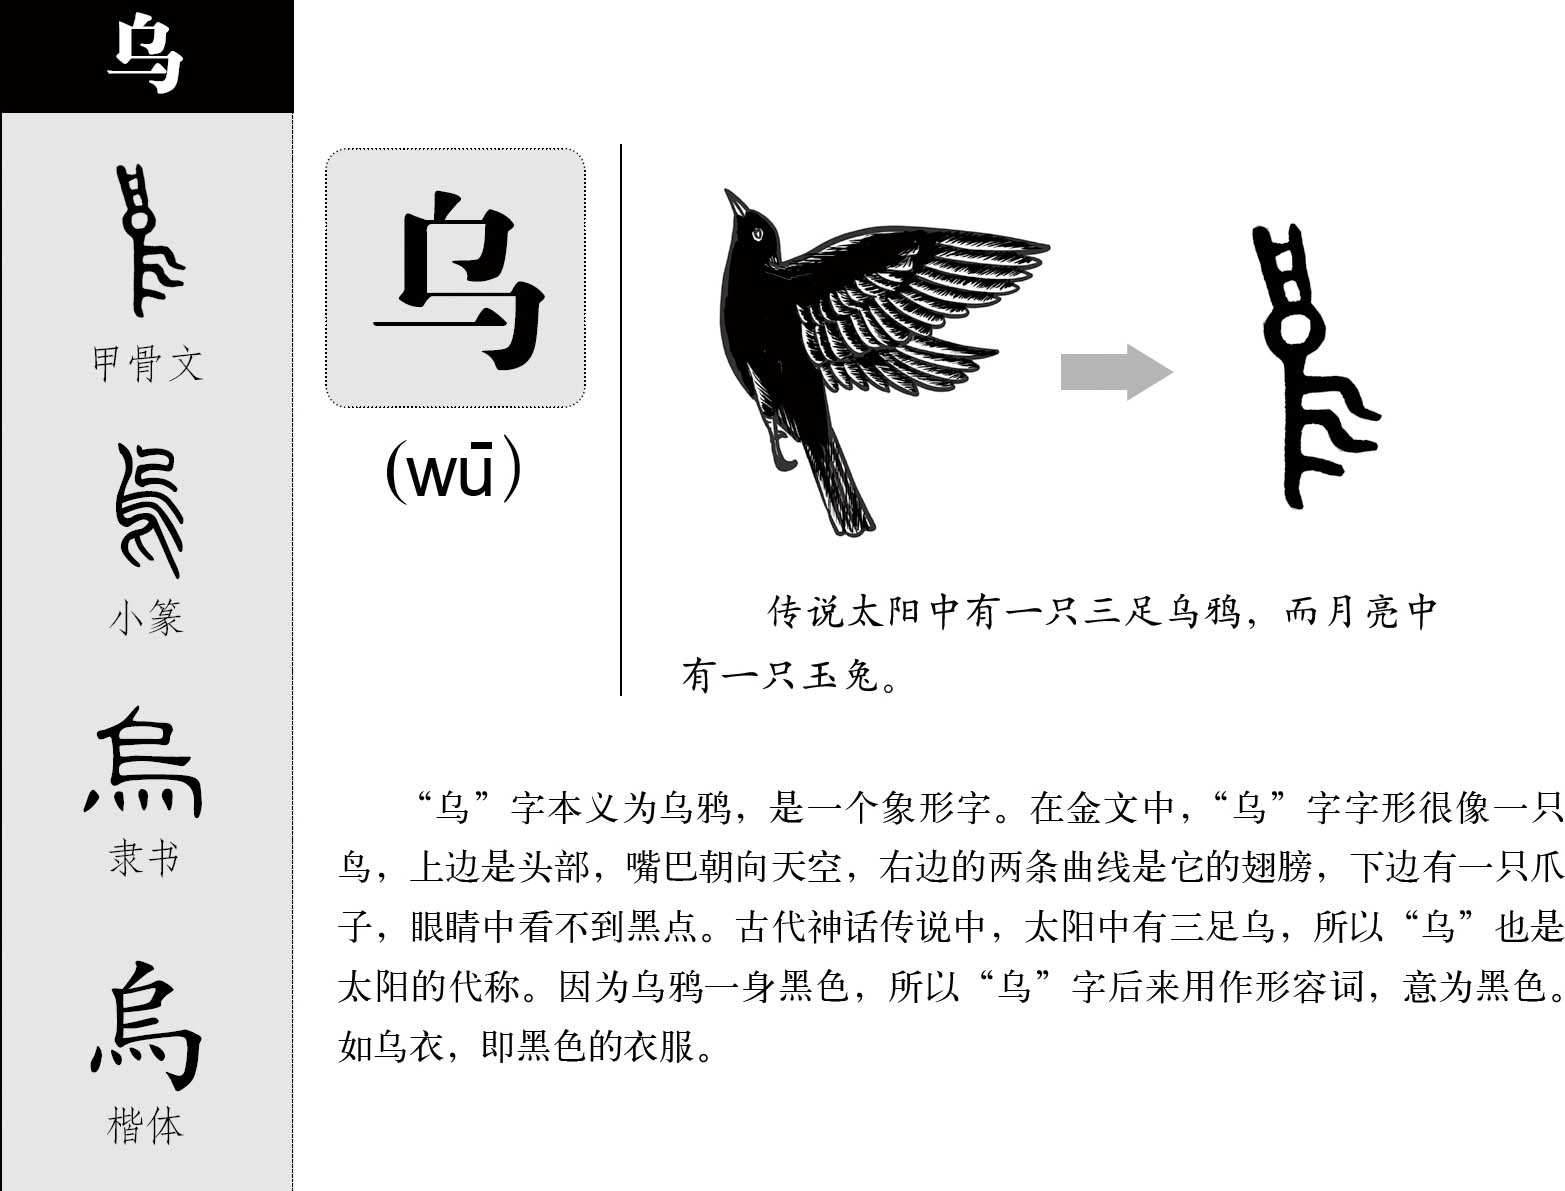 乌
甲骨文
小篆
烏
隶书
烏
楷体
乌
(wū)
传说太阳中有一只三足乌鸦，而月亮中
有一只玉兔。
“乌”字本义为乌鸦，是一个象形字。在金文中，“乌”字字形很像一只
鸟，上边是头部，嘴巴朝向天空，右边的两条曲线是它的翅膀，下边有一只爪
子，眼睛中看不到黑点。古代神话传说中，太阳中有三足乌，所以“乌”也是
太阳的代称。因为乌鸦一身黑色，所以“乌”字后来用作形容词，意为黑色。
如乌衣，即黑色的衣服。